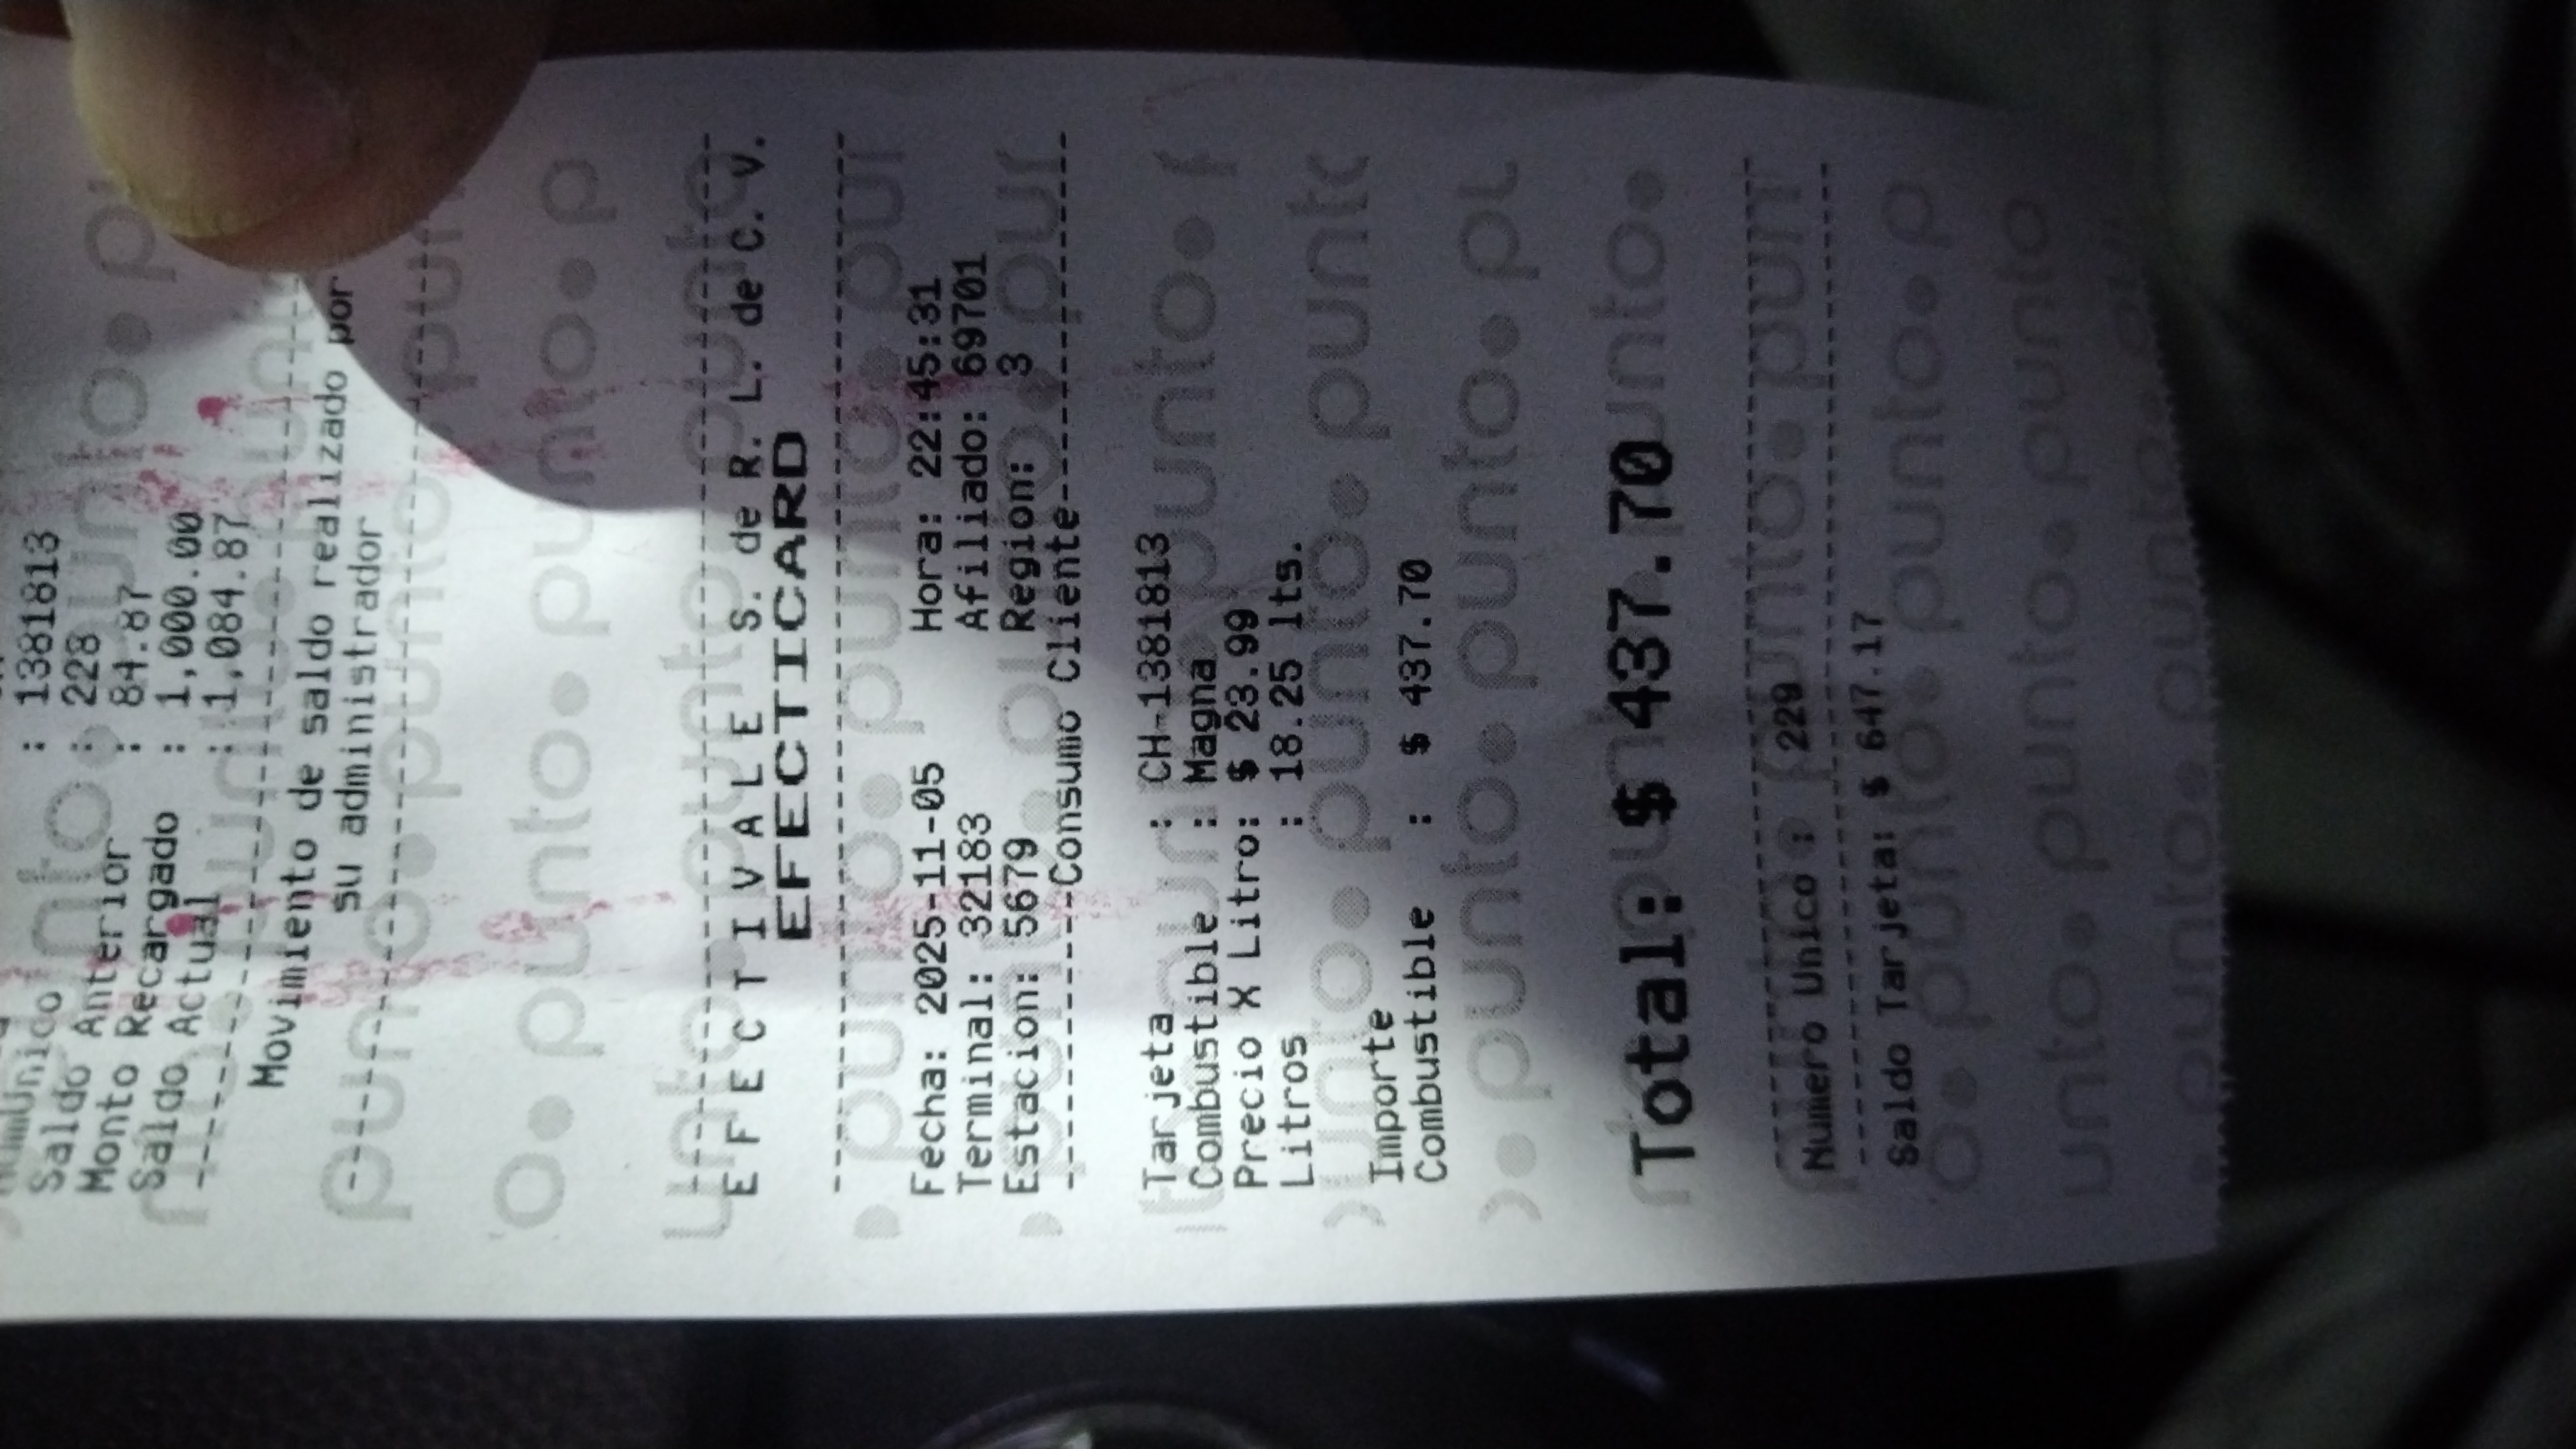 : 1381813
NumUnico : 228
Saldo Anterior : 84.87
Monto Recargado : 1,000.00
Saldo Actual : 1,084.87
--------------------------------
Movimiento de saldo realizado por
su administrador
--------------------------------
--------------------------------
E F E C T I V A L E S. de R. L. de C. V.
EFECTICARD
--------------------------------
Fecha: 2025-11-05 Hora: 22:45:31
Terminal: 32183 Afiliado: 69701
Estacion: 5679 Region: 3
----------Consumo Cliente----------
Tarjeta : CH-1381813
Combustible : Magna
Precio X Litro: $ 23.99
Litros : 18.25 lts.
Importe
Combustible : $ 437.70
Total: $ 437.70
--------------------------------
Numero Unico : 229
--------------------------------
Saldo Tarjeta: $ 647.17